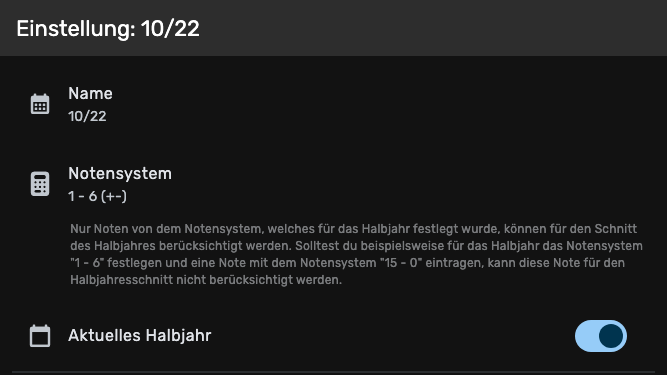 Einstellung: 10/22
Name
10/22
Notensystem
1 - 6 (+-)
Nur Noten von dem Notensystem, welches für das Halbjahr festlegt wurde, können für den Schnitt
des Halbjahres berücksichtigt werden. Solltest du beispielsweise für das Halbjahr das Notensystem
"1 - 6" festlegen und eine Note mit dem Notensystem "15 - 0" eintragen, kann diese Note für den
Halbjahresschnitt nicht berücksichtigt werden.
Aktuelles Halbjahr